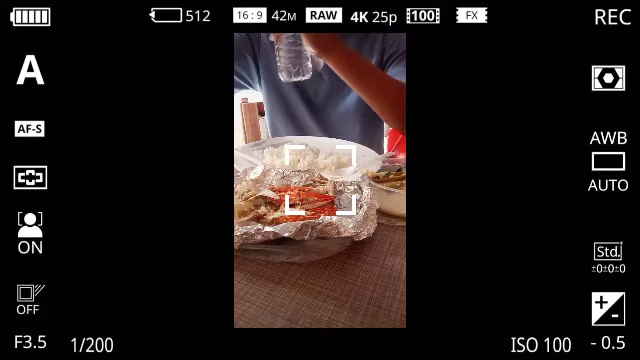 512 16:9 42M RAW 4K 25p 100 FX REC
A
AF-S
ON
OFF
F3.5 1/200
AWB
AUTO
Std.
±0±0±0
ISO 100 - 0.5